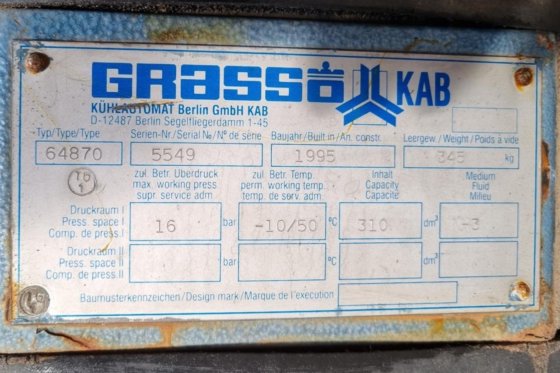 GRASSO KAB
KÜHLAUTOMAT Berlin GmbH KAB
D-12487 Berlin Segelfliegerdamm 1-45
Typ/Type/Type Serien-Nr./Serial №/N° de série Baujahr/Built in/An. constr. Leergew./Weight/Poids à vide
64870 5549 1995 345 kg
zul. Betr. Überdruck zul. Betr. Temp. Inhalt Medium
max. working press perm. working temp. Capacity Fluid
supr. service adm. temp. de serv. adm. Capacité Milieu
Druckraum I
Press. space I 16 bar -10/50 °C 310 dm³ -3
Comp. de press. I
Druckraum II
Press. space II bar °C dm³
Comp. de press. II
Baumusterkennzeichen/Design mark/Marque de l'exécution